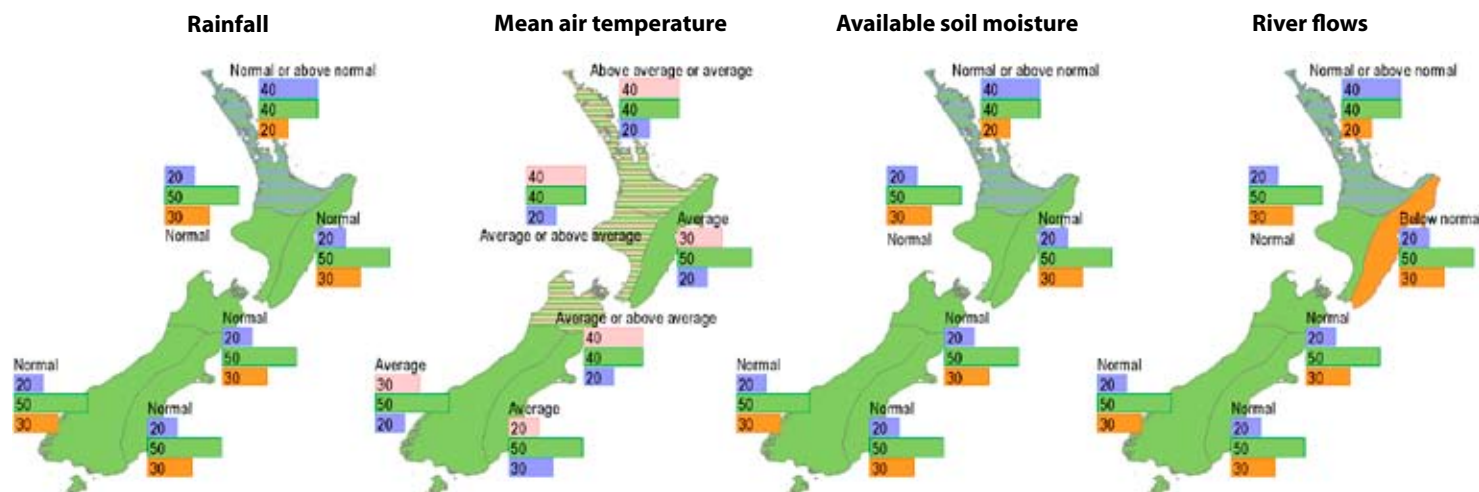 Rainfall
Normal or above normal
40
40
20
20
50
30
Normal
Normal
20
50
30
Normal
20
50
30
Normal
20
50
30
Normal
20
50
30
Mean air temperature
Above average or average
40
40
20
40
40
20
Average or above average
Average
30
50
20
Average or above average
40
40
20
Average
30
50
20
Average
20
50
30
Available soil moisture
Normal or above normal
40
40
20
20
50
30
Normal
Normal
20
50
30
Normal
20
50
30
Normal
20
50
30
Normal
20
50
30
River flows
Normal or above normal
40
40
20
20
50
30
Normal
Below normal
20
50
30
Normal
20
50
30
Normal
20
50
30
Normal
20
50
30